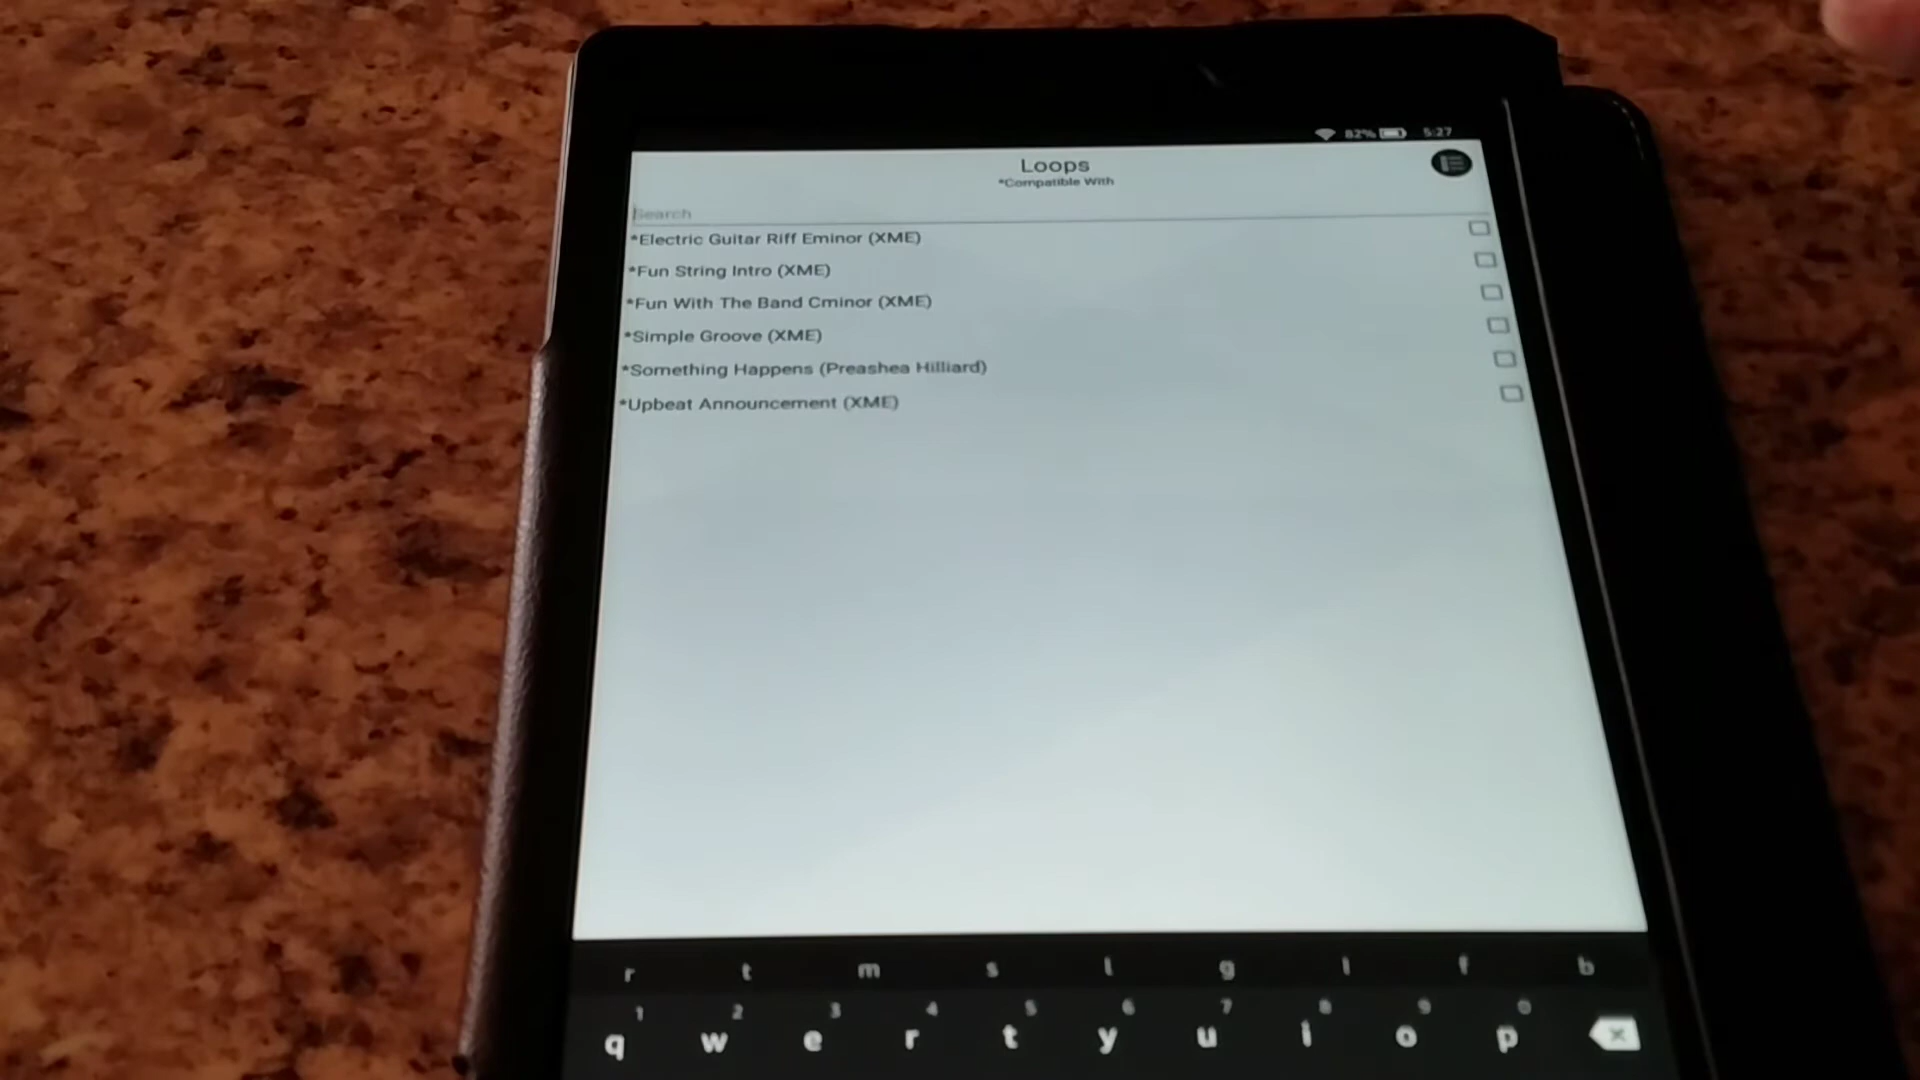 82% 5:27
Loops
*Compatible With
Search
*Electric Guitar Riff Eminor (XME)
*Fun String Intro (XME)
*Fun With The Band Cminor (XME)
*Simple Groove (XME)
*Something Happens (Preashea Hilliard)
*Upbeat Announcement (XME)
r t m s l g l f b
1 2 3 4 5 6 7 8 9 0
q w e r t y u i o p